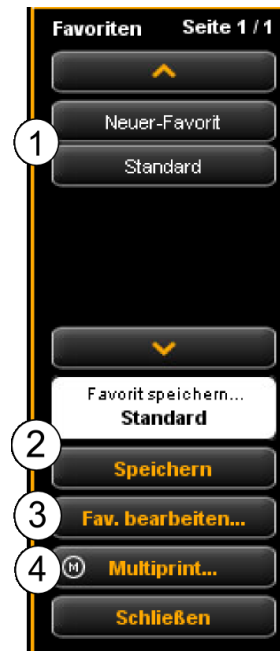 Favoriten Seite 1 / 1
1
Neuer-Favorit
Standard
Favorit speichern...
Standard
2
Speichern
3
Fav. bearbeiten...
4
M Multiprint...
Schließen